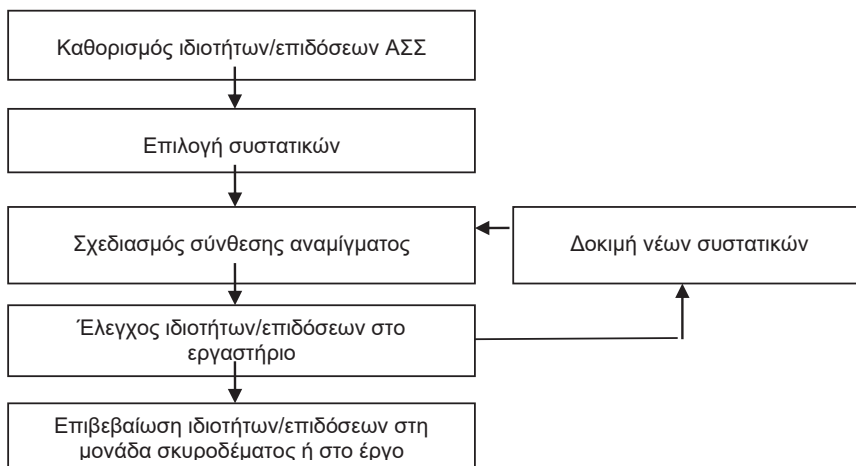 Καθορισμός ιδιοτήτων/επιδόσεων ΑΣΣ
Επιλογή συστατικών
Σχεδιασμός σύνθεσης αναμίγματος
Δοκιμή νέων συστατικών
Έλεγχος ιδιοτήτων/επιδόσεων στο
εργαστήριο
Επιβεβαίωση ιδιοτήτων/επιδόσεων στη
μονάδα σκυροδέματος ή στο έργο